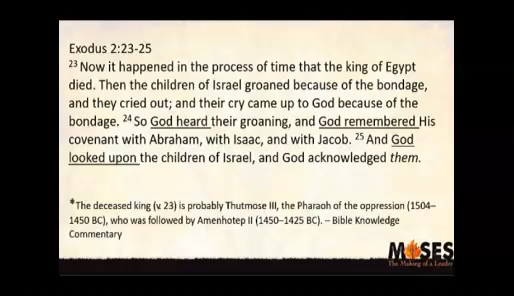 Exodus 2:23-25
23 Now it happened in the process of time that the king of Egypt
died. Then the children of Israel groaned because of the bondage,
and they cried out; and their cry came up to God because of the
bondage. 24 So God heard their groaning, and God remembered His
covenant with Abraham, with Isaac, and with Jacob. 25 And God
looked upon the children of Israel, and God acknowledged them.
*The deceased king (v. 23) is probably Thutmose III, the Pharaoh of the oppression (1504–
1450 BC), who was followed by Amenhotep II (1450–1425 BC). – Bible Knowledge
Commentary
MOSES
The Making of a Leader